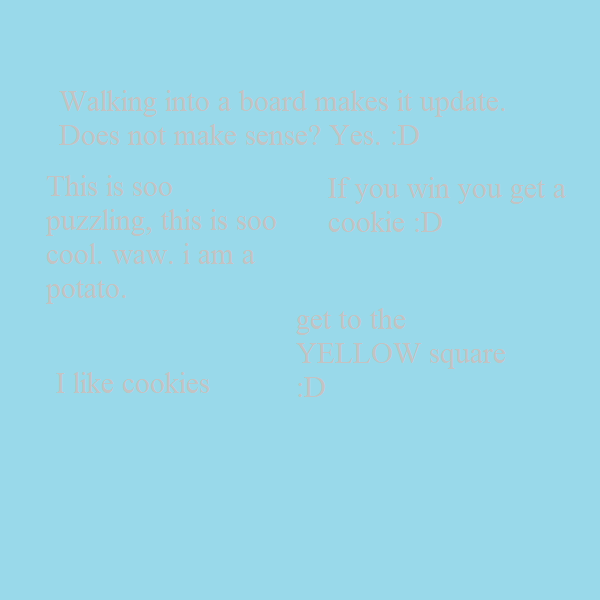 Walking into a board makes it update.
Does not make sense? Yes. :D
This is soo
puzzling, this is soo
cool. waw. i am a
potato.
If you win you get a
cookie :D
get to the
YELLOW square
:D
I like cookies